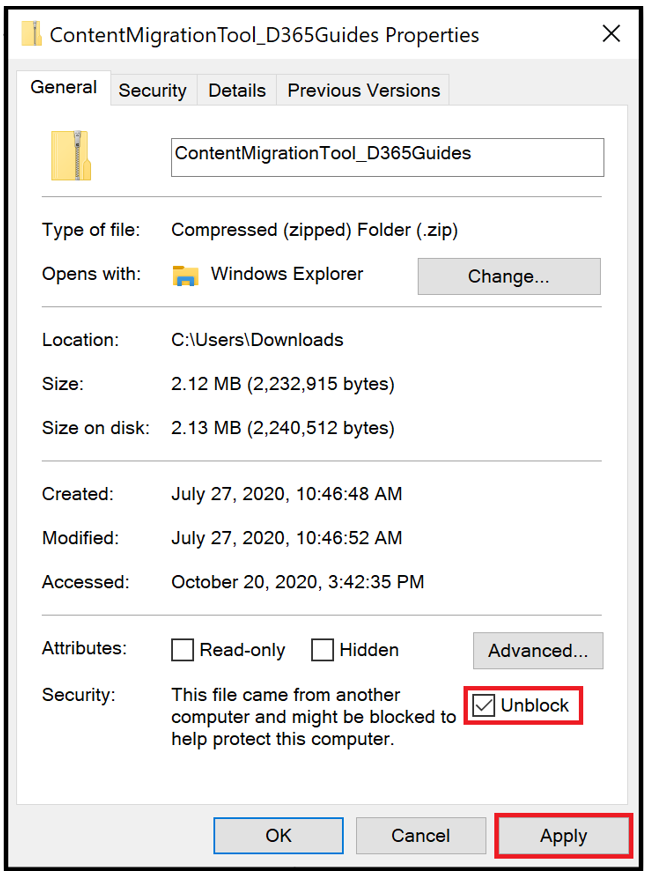 ContentMigrationTool_D365Guides Properties
General Security Details Previous Versions
ContentMigrationTool_D365Guides
Type of file: Compressed (zipped) Folder (.zip)
Opens with: Windows Explorer Change...
Location: C:\Users\Downloads
Size: 2.12 MB (2,232,915 bytes)
Size on disk: 2.13 MB (2,240,512 bytes)
Created: July 27, 2020, 10:46:48 AM
Modified: July 27, 2020, 10:46:52 AM
Accessed: October 20, 2020, 3:42:35 PM
Attributes: Read-only Hidden Advanced...
Security: This file came from another
computer and might be blocked to
help protect this computer.
Unblock
OK Cancel Apply